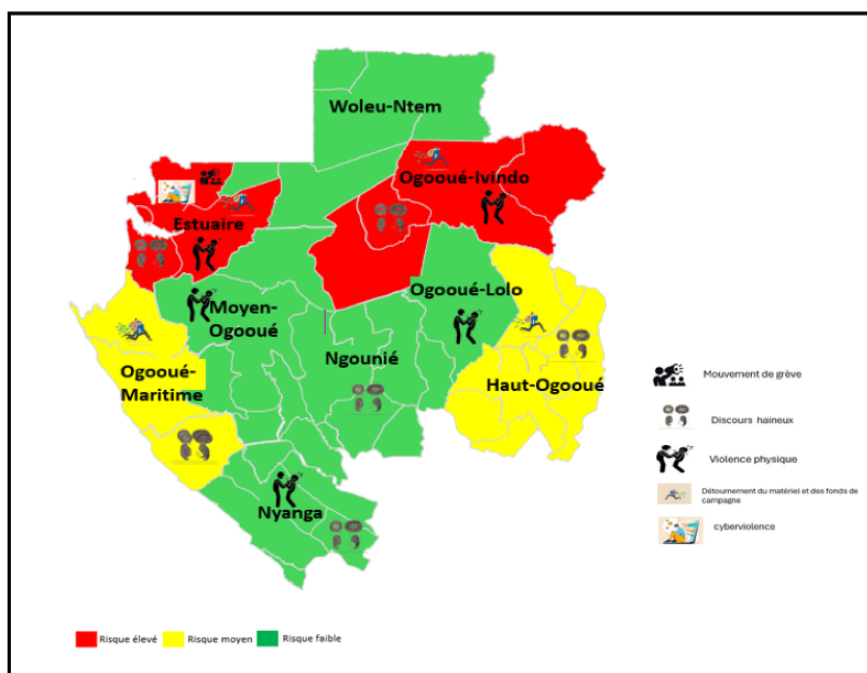 Woleu-Ntem
Ogooué-Ivindo
Estuaire
Ogooué-Lolo
Moyen-
Ogooué
Ngounié
Ogooué-
Maritime
Haut-Ogooué
Nyanga
Mouvement de grève
Discours haineux
Violence physique
Détournement du matériel et des fonds de
campagne
cyberviolence
Risque élevé
Risque moyen
Risque faible